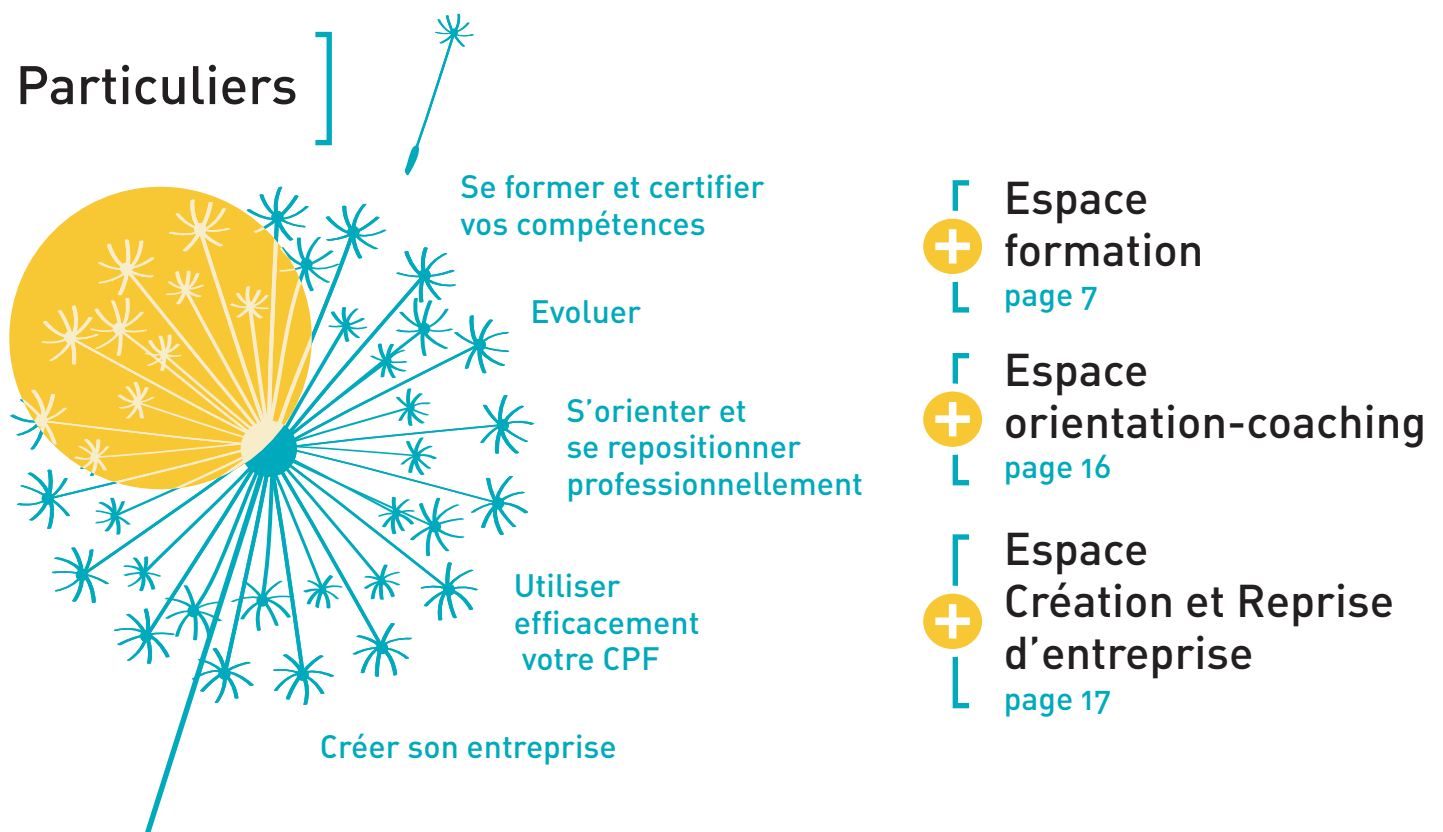 Particuliers
Se former et certifier
vos compétences
Evoluer
S'orienter et
se repositionner
professionnellement
Utiliser
efficacement
votre CPF
Créer son entreprise
Espace
formation
page 7
Espace
orientation-coaching
page 16
Espace
Création et Reprise
d'entreprise
page 17